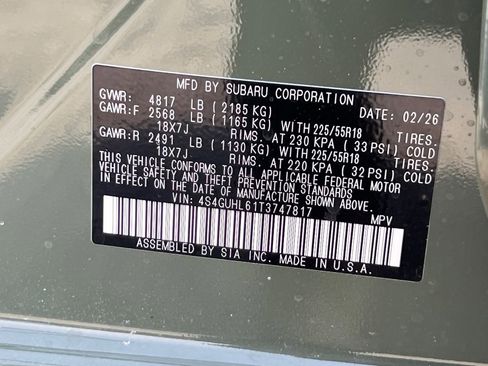 MFD BY SUBARU CORPORATION DATE: 02/26
GVWR: 4817 LB ( 2185 KG)
GAWR:F 2568 LB ( 1165 KG) WITH 225/55R18 TIRES.
18X7J RIMS. AT 230 KPA ( 33 PSI) COLD
GAWR:R 2491 LB ( 1130 KG) WITH 225/55R18 TIRES.
18X7J RIMS. AT 220 KPA ( 32 PSI) COLD
THIS VEHICLE CONFORMS TO ALL APPLICABLE FEDERAL MOTOR
VEHICLE SAFETY AND THEFT PREVENTION STANDARDS
IN EFFECT ON THE DATE OF MANUFACTURE SHOWN ABOVE.
VIN: 4S4GUHL61T3747817 MPV
ASSEMBLED BY SIA INC. MADE IN U.S.A.